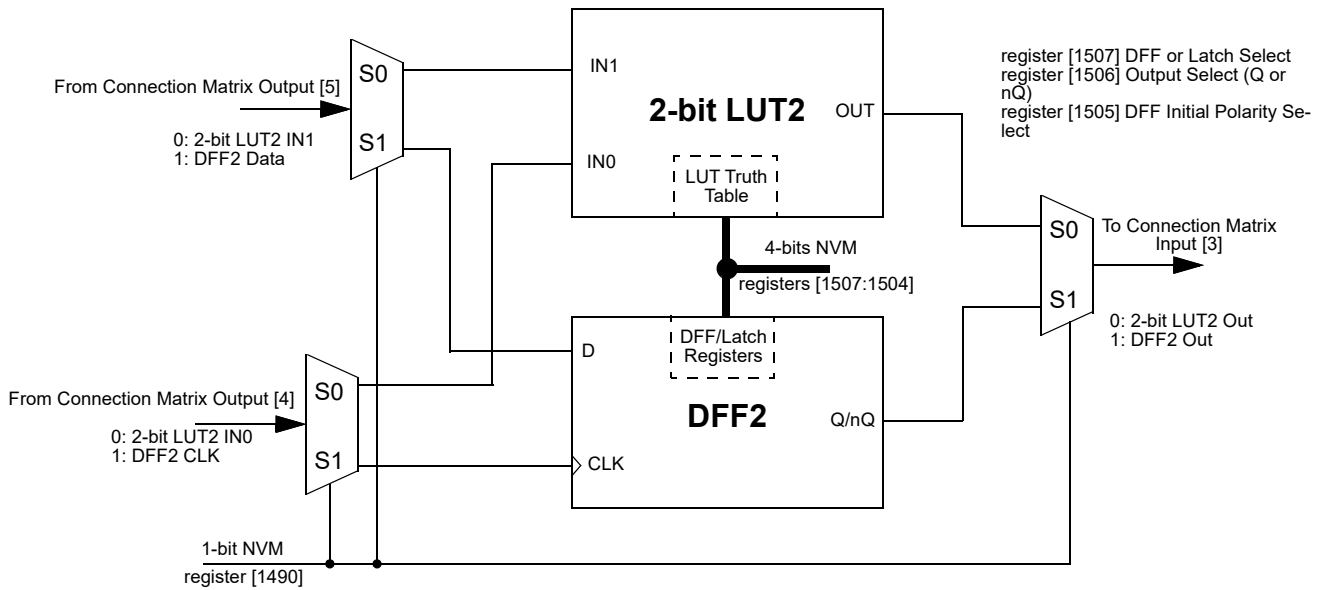 From Connection Matrix Output [5]
0: 2-bit LUT2 IN1
1: DFF2 Data
S0
S1
IN1
IN0
2-bit LUT2
OUT
LUT Truth
Table
register [1507] DFF or Latch Select
register [1506] Output Select (Q or
nQ)
register [1505] DFF Initial Polarity Se-
lect
4-bits NVM
registers [1507:1504]
S0
S1
To Connection Matrix
Input [3]
0: 2-bit LUT2 Out
1: DFF2 Out
From Connection Matrix Output [4]
0: 2-bit LUT2 IN0
1: DFF2 CLK
S0
S1
D
CLK
DFF/Latch
Registers
DFF2
Q/nQ
1-bit NVM
register [1490]